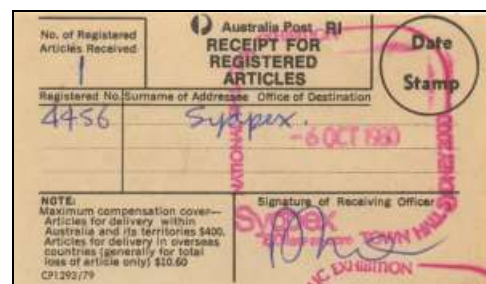 No. of Registered
Articles Received
1
Australia Post RI
RECEIPT FOR
REGISTERED
ARTICLES
Date
Stamp
Registered No. Surname of Addressee Office of Destination
4456 Sydpex.
-6 OCT 1980
NOTE:
Maximum compensation cover—
Articles for delivery within
Australia and its territories $400.
Articles for delivery in overseas
countries (generally for total
loss of article only) $10.60
CP1293/79
Signature of Receiving Officer
Sydpex
TOWN HALL
EXHIBITION